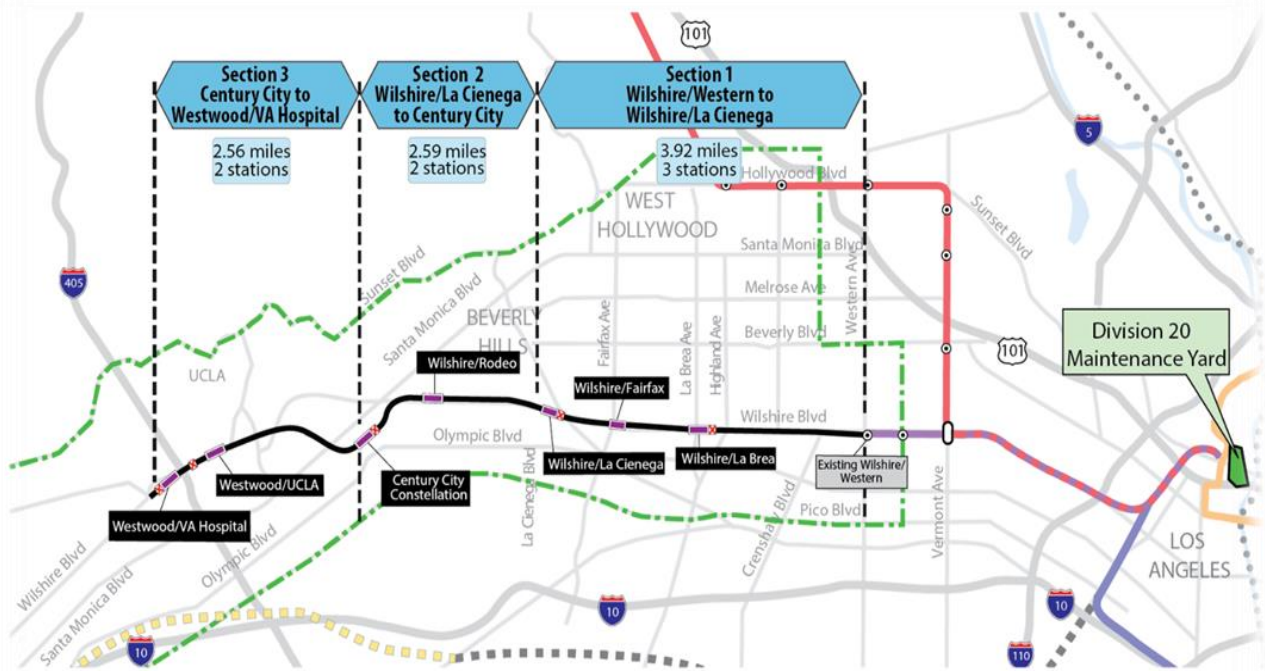 101
Section 3
Century City to
Westwood/VA Hospital
2.56 miles
2 stations
Section 2
Wilshire/La Cienega
to Century City
2.59 miles
2 stations
Section 1
Wilshire/Western to
Wilshire/La Cienega
3.92 miles
3 stations
5
Hollywood Blvd
WEST
HOLLYWOOD
Sunset Blvd
Santa Monica Blvd
Sunset Blvd
405
Santa Monica Blvd
Melrose Ave
Western Ave
BEVERLY
HILLS
Fairfax Ave
La Brea Ave
Highland Ave
Beverly Blvd
101
Division 20
Maintenance Yard
UCLA
Wilshire/Rodeo
Wilshire/Fairfax
Wilshire Blvd
Olympic Blvd
Wilshire/La Cienega
Wilshire/La Brea
Existing Wilshire/
Western
Westwood/UCLA
Century City
Constellation
Westwood/VA Hospital
La Cienega Blvd
Crenshaw Blvd
Pico Blvd
Vermont Ave
LOS
ANGELES
Wilshire Blvd
Santa Monica Blvd
Olympic Blvd
10
10
10
110